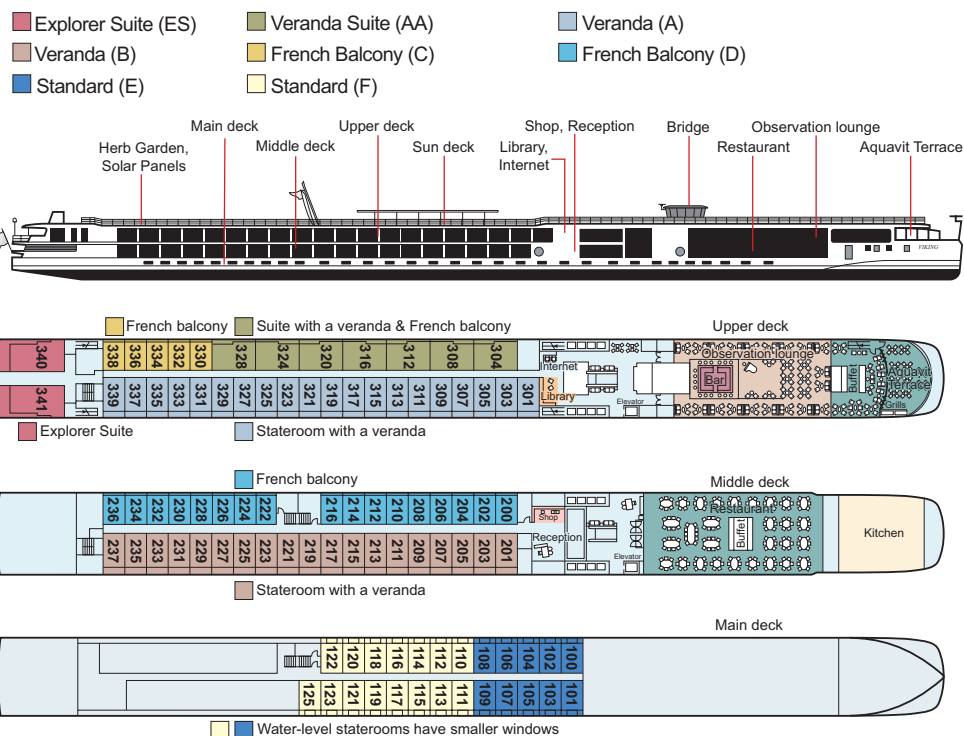 Explorer Suite (ES)
Veranda Suite (AA)
Veranda (A)
Veranda (B)
French Balcony (C)
French Balcony (D)
Standard (E)
Standard (F)
Main deck
Upper deck
Shop, Reception
Bridge
Observation lounge
Herb Garden,
Solar Panels
Middle deck
Sun deck
Library,
Internet
Restaurant
Aquavit Terrace
VIKING
French balcony
Suite with a veranda & French balcony
Upper deck
340 338 336 334 332 330 328 324 320 316 312 308 304
Internet
Observation lounge
Bar
Buffet
Aquavit
Terrace
341 339 337 335 333 331 329 327 325 323 321 319 317 315 313 311 309 307 305 303 301
Library
Elevator
Grills
Explorer Suite
Stateroom with a veranda
French balcony
Middle deck
236 234 232 230 228 226 224 222 216 214 212 210 208 206 204 202 200
Shop
Reception
Restaurant
Buffet
Kitchen
237 235 233 231 229 227 225 223 221 219 217 215 213 211 209 207 205 203 201
Elevator
Stateroom with a veranda
Main deck
122 120 118 116 114 112 110 108 106 104 102 100
125 123 121 119 117 115 113 111 109 107 105 103 101
Water-level staterooms have smaller windows